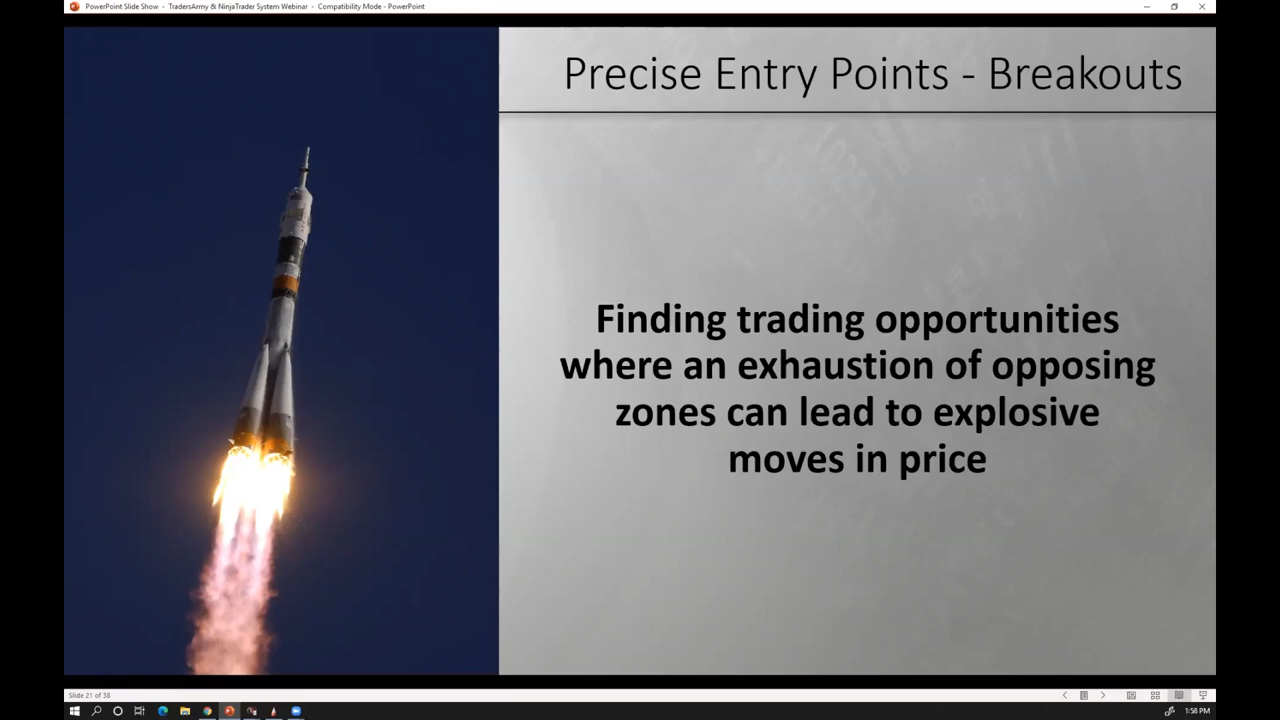 PowerPoint Slide Show - TradersArmy & NinjaTrader System Webinar - Compatibility Mode - PowerPoint
Precise Entry Points - Breakouts
Finding trading opportunities
where an exhaustion of opposing
zones can lead to explosive
moves in price
Slide 21 of 38
1:58 PM